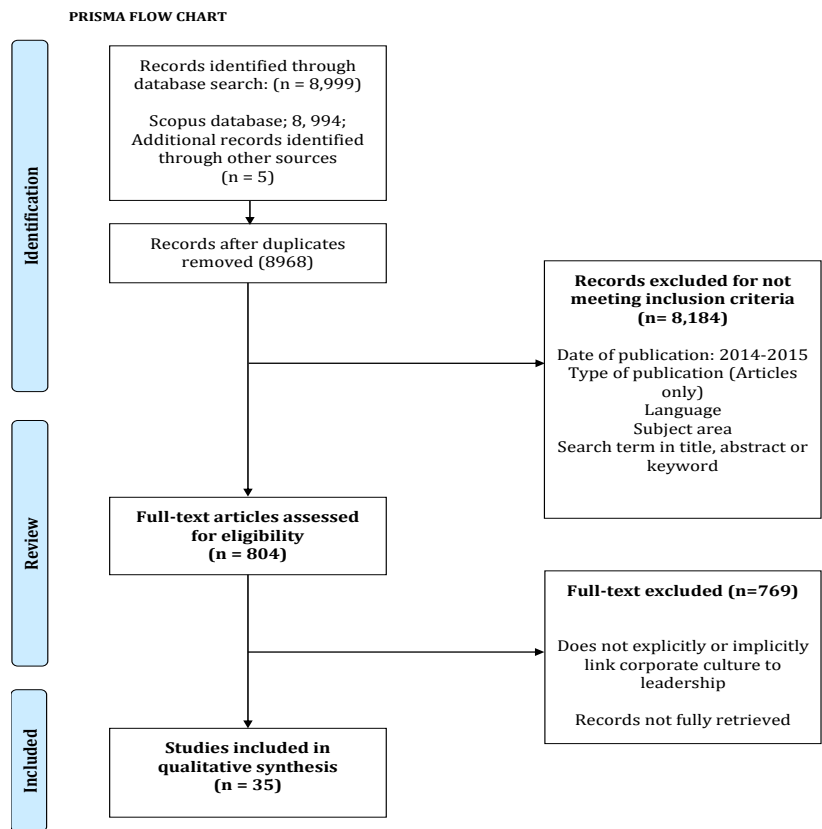 PRISMA FLOW CHART
Identification
Records identified through
database search: (n = 8,999)
Scopus database; 8, 994;
Additional records identified
through other sources
(n = 5)
Records after duplicates
removed (8968)
Records excluded for not
meeting inclusion criteria
(n= 8,184)
Date of publication: 2014-2015
Type of publication (Articles
only)
Language
Subject area
Search term in title, abstract or
keyword
Review
Full-text articles assessed
for eligibility
(n = 804)
Full-text excluded (n=769)
Does not explicitly or implicitly
link corporate culture to
leadership
Records not fully retrieved
Included
Studies included in
qualitative synthesis
(n = 35)